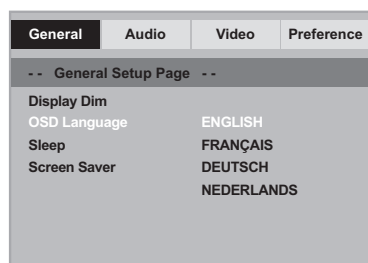 General Audio Video Preference
- - General Setup Page - -
Display Dim
OSD Language ENGLISH
Sleep FRANÇAIS
Screen Saver DEUTSCH
NEDERLANDS